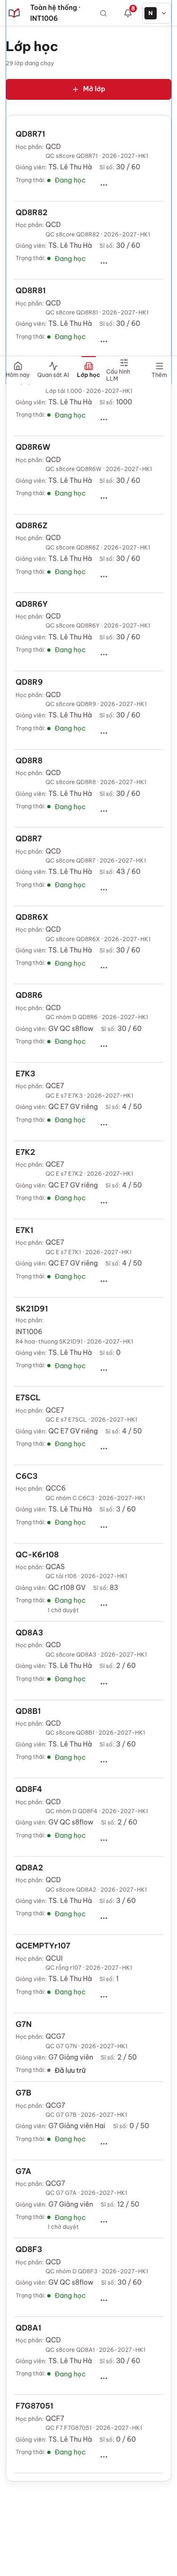 Toàn hệ thống ·
INT1006
8
N
Lớp học
29 lớp đang chạy
+ Mở lớp
QD8R71
Học phần: QCD
QC s8care QD8R71 · 2026-2027-HK1
Giảng viên: TS. Lê Thu Hà Sĩ số: 30 / 60
Trạng thái: Đang học
QD8R82
Học phần: QCD
QC s8care QD8R82 · 2026-2027-HK1
Giảng viên: TS. Lê Thu Hà Sĩ số: 30 / 60
Trạng thái: Đang học
QD8R81
Học phần: QCD
QC s8care QD8R81 · 2026-2027-HK1
Giảng viên: TS. Lê Thu Hà Sĩ số: 30 / 60
Trạng thái: Đang học
Hôm nay
Quan sát AI
Lớp học
Cấu hình
LLM
Thêm
Lớp tải 1.000 · 2026-2027-HK1
Giảng viên: TS. Lê Thu Hà Sĩ số: 1000
Trạng thái: Đang học
QD8R6W
Học phần: QCD
QC s8care QD8R6W · 2026-2027-HK1
Giảng viên: TS. Lê Thu Hà Sĩ số: 30 / 60
Trạng thái: Đang học
QD8R6Z
Học phần: QCD
QC s8care QD8R6Z · 2026-2027-HK1
Giảng viên: TS. Lê Thu Hà Sĩ số: 30 / 60
Trạng thái: Đang học
QD8R6Y
Học phần: QCD
QC s8care QD8R6Y · 2026-2027-HK1
Giảng viên: TS. Lê Thu Hà Sĩ số: 30 / 60
Trạng thái: Đang học
QD8R9
Học phần: QCD
QC s8care QD8R9 · 2026-2027-HK1
Giảng viên: TS. Lê Thu Hà Sĩ số: 30 / 60
Trạng thái: Đang học
QD8R8
Học phần: QCD
QC s8care QD8R8 · 2026-2027-HK1
Giảng viên: TS. Lê Thu Hà Sĩ số: 30 / 60
Trạng thái: Đang học
QD8R7
Học phần: QCD
QC s8care QD8R7 · 2026-2027-HK1
Giảng viên: TS. Lê Thu Hà Sĩ số: 43 / 60
Trạng thái: Đang học
QD8R6X
Học phần: QCD
QC s8care QD8R6X · 2026-2027-HK1
Giảng viên: TS. Lê Thu Hà Sĩ số: 30 / 60
Trạng thái: Đang học
QD8R6
Học phần: QCD
QC nhóm D QD8R6 · 2026-2027-HK1
Giảng viên: GV QC s8flow Sĩ số: 30 / 60
Trạng thái: Đang học
E7K3
Học phần: QCE7
QC E s7 E7K3 · 2026-2027-HK1
Giảng viên: QC E7 GV riêng Sĩ số: 4 / 50
Trạng thái: Đang học
E7K2
Học phần: QCE7
QC E s7 E7K2 · 2026-2027-HK1
Giảng viên: QC E7 GV riêng Sĩ số: 4 / 50
Trạng thái: Đang học
E7K1
Học phần: QCE7
QC E s7 E7K1 · 2026-2027-HK1
Giảng viên: QC E7 GV riêng Sĩ số: 4 / 50
Trạng thái: Đang học
SK21D91
Học phần:
INT1006
R4 hoa-thuong SK21D91 · 2026-2027-HK1
Giảng viên: TS. Lê Thu Hà Sĩ số: 0
Trạng thái: Đang học
E7SCL
Học phần: QCE7
QC E s7 E7SCL · 2026-2027-HK1
Giảng viên: QC E7 GV riêng Sĩ số: 4 / 50
Trạng thái: Đang học
C6C3
Học phần: QCC6
QC nhóm C C6C3 · 2026-2027-HK1
Giảng viên: TS. Lê Thu Hà Sĩ số: 3 / 60
Trạng thái: Đang học
QC-K6r108
Học phần: QCAS
QC tải r108 · 2026-2027-HK1
Giảng viên: QC r108 GV Sĩ số: 83
Trạng thái: Đang học
1 chờ duyệt
QD8A3
Học phần: QCD
QC s8care QD8A3 · 2026-2027-HK1
Giảng viên: TS. Lê Thu Hà Sĩ số: 2 / 60
Trạng thái: Đang học
QD8B1
Học phần: QCD
QC s8care QD8B1 · 2026-2027-HK1
Giảng viên: TS. Lê Thu Hà Sĩ số: 3 / 60
Trạng thái: Đang học
QD8F4
Học phần: QCD
QC nhóm D QD8F4 · 2026-2027-HK1
Giảng viên: GV QC s8flow Sĩ số: 2 / 60
Trạng thái: Đang học
QD8A2
Học phần: QCD
QC s8care QD8A2 · 2026-2027-HK1
Giảng viên: TS. Lê Thu Hà Sĩ số: 3 / 60
Trạng thái: Đang học
QCEMPTYr107
Học phần: QCUI
QC rỗng r107 · 2026-2027-HK1
Giảng viên: TS. Lê Thu Hà Sĩ số: 1
Trạng thái: Đang học
G7N
Học phần: QCG7
QC G7 G7N · 2026-2027-HK1
Giảng viên: G7 Giảng viên Sĩ số: 2 / 50
Trạng thái: Đã lưu trữ
G7B
Học phần: QCG7
QC G7 G7B · 2026-2027-HK1
Giảng viên: G7 Giảng viên Hai Sĩ số: 0 / 50
Trạng thái: Đang học
G7A
Học phần: QCG7
QC G7 G7A · 2026-2027-HK1
Giảng viên: G7 Giảng viên Sĩ số: 12 / 50
Trạng thái: Đang học
1 chờ duyệt
QD8F3
Học phần: QCD
QC nhóm D QD8F3 · 2026-2027-HK1
Giảng viên: GV QC s8flow Sĩ số: 30 / 60
Trạng thái: Đang học
QD8A1
Học phần: QCD
QC s8care QD8A1 · 2026-2027-HK1
Giảng viên: TS. Lê Thu Hà Sĩ số: 30 / 60
Trạng thái: Đang học
F7G87051
Học phần: QCF7
QC F7 F7G87051 · 2026-2027-HK1
Giảng viên: TS. Lê Thu Hà Sĩ số: 0 / 60
Trạng thái: Đang học